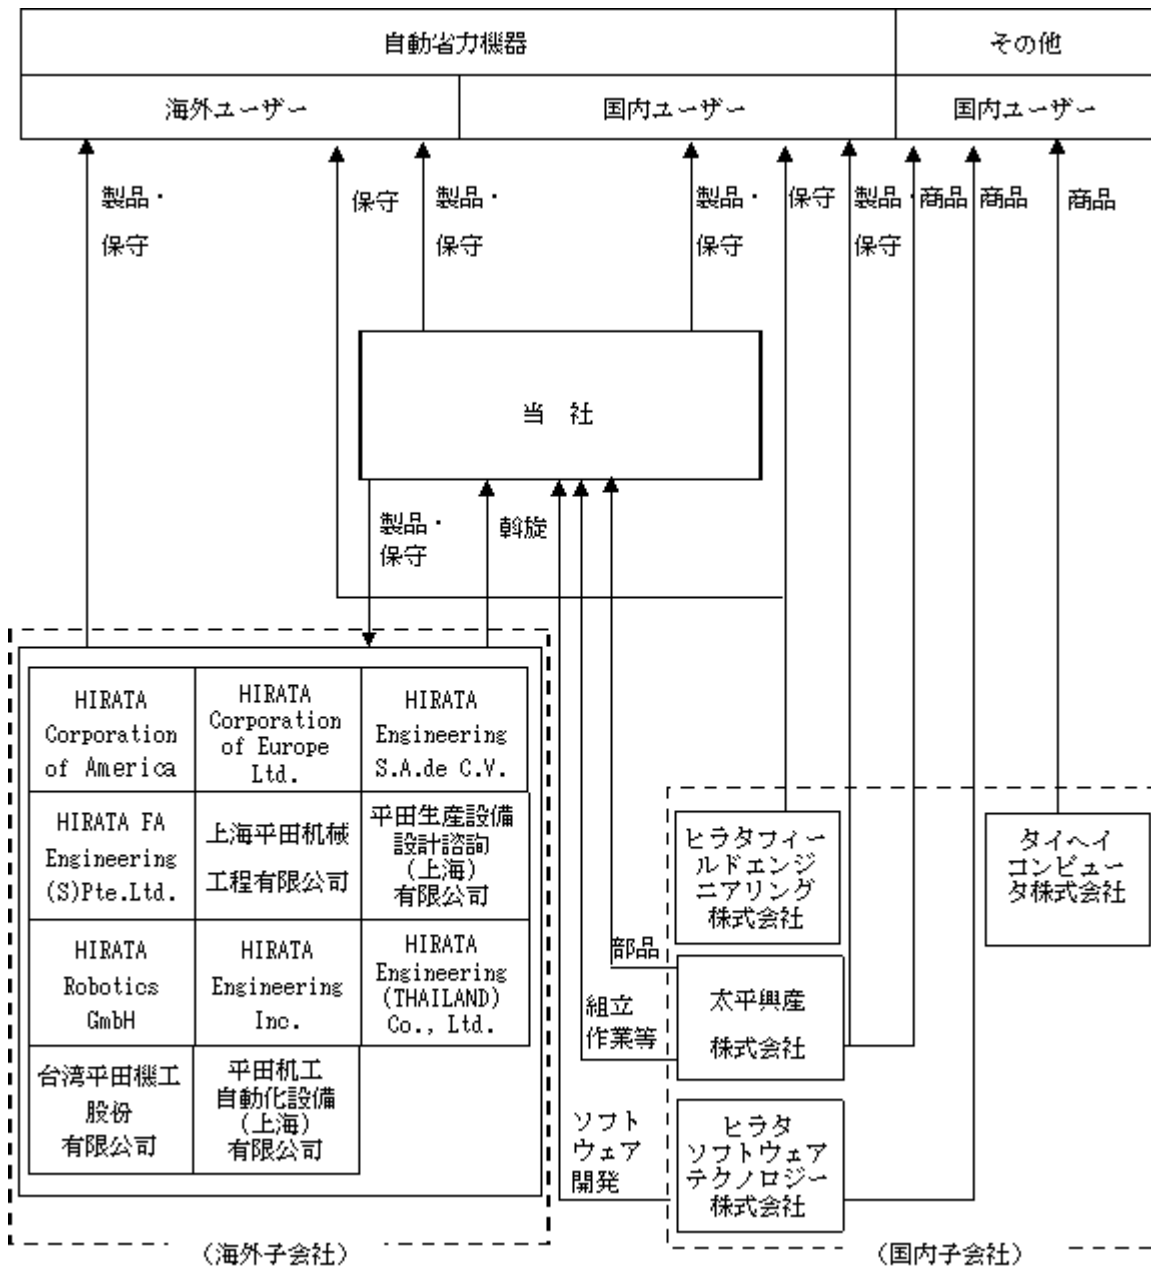 自動省力機器
その他
海外ユーザー
国内ユーザー
国内ユーザー
製品・
保守
保守
製品・
保守
製品・
保守
保守
製品・
保守
商品
商品
商品
当 社
製品・
保守
斡旋
HIRATA
Corporation
of America
HIRATA
Corporation
of Europe
Ltd.
HIRATA
Engineering
S.A.de C.V.
HIRATA FA
Engineering
(S)Pte.Ltd.
上海平田机械
工程有限公司
平田生産設備
設計諮詢
(上海)
有限公司
HIRATA
Robotics
GmbH
HIRATA
Engineering
Inc.
HIRATA
Engineering
(THAILAND)
Co., Ltd.
台湾平田機工
股份
有限公司
平田机工
自動化設備
(上海)
有限公司
(海外子会社)
ヒラタフィー
ルドエンジ
ニアリング
株式会社
タイヘイ
コンピュー
タ株式会社
部品
組立
作業等
太平興産
株式会社
ソフト
ウェア
開発
ヒラタ
ソフトウェア
テクノロジー
株式会社
(国内子会社)